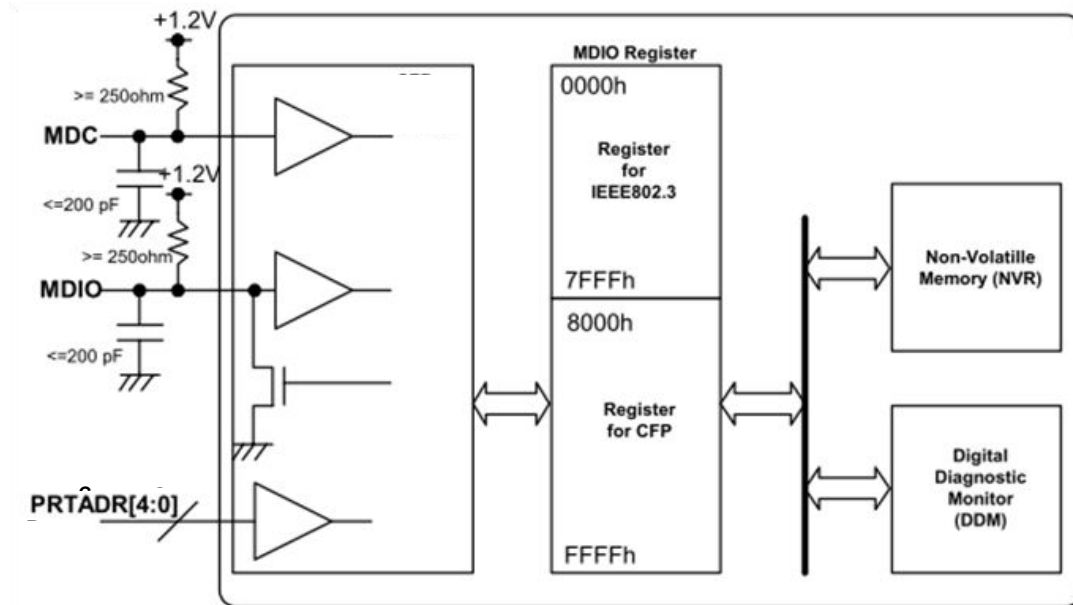 +1.2V
>= 250ohm
MDC
+1.2V
<=200 pF
>= 250ohm
MDIO
<=200 pF
PRTADR[4:0]
MDIO Register
0000h
Register
for
IEEE802.3
7FFFh
8000h
Register
for CFP
FFFFh
Non-Volatille
Memory (NVR)
Digital
Diagnostic
Monitor
(DDM)